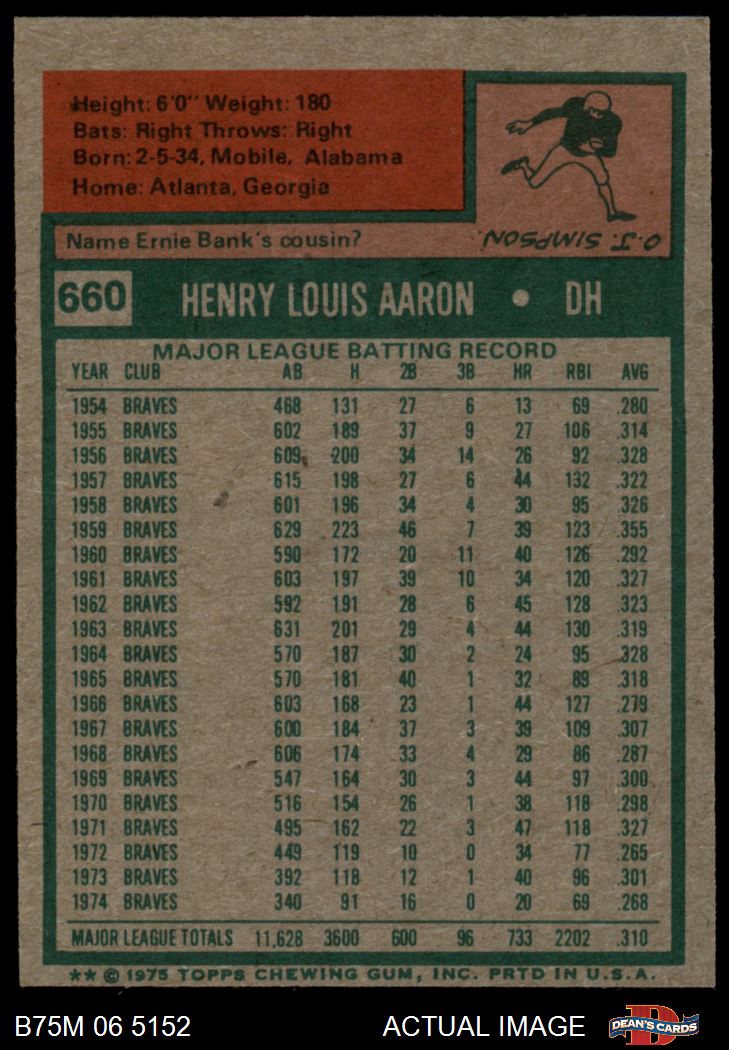 Height: 6'0" Weight: 180
Bats: Right Throws: Right
Born: 2-5-34, Mobile, Alabama
Home: Atlanta, Georgia
Name Ernie Bank's cousin?
O.J. SIMPSON.
660 HENRY LOUIS AARON • DH
MAJOR LEAGUE BATTING RECORD
YEAR CLUB AB H 2B 3B HR RBI AVG
1954 BRAVES 468 131 27 6 13 69 .280
1955 BRAVES 602 189 37 9 27 106 .314
1956 BRAVES 609 200 34 14 26 92 .328
1957 BRAVES 615 198 27 6 44 132 .322
1958 BRAVES 601 196 34 4 30 95 .326
1959 BRAVES 629 223 46 7 39 123 .355
1960 BRAVES 590 172 20 11 40 126 .292
1961 BRAVES 603 197 39 10 34 120 .327
1962 BRAVES 592 191 28 6 45 128 .323
1963 BRAVES 631 201 29 4 44 130 .319
1964 BRAVES 570 187 30 2 24 95 .328
1965 BRAVES 570 181 40 1 32 89 .318
1966 BRAVES 603 168 23 1 44 127 .279
1967 BRAVES 600 184 37 3 39 109 .307
1968 BRAVES 606 174 33 4 29 86 .287
1969 BRAVES 547 164 30 3 44 97 .300
1970 BRAVES 516 154 26 1 38 118 .298
1971 BRAVES 495 162 22 3 47 118 .327
1972 BRAVES 449 119 10 0 34 77 .265
1973 BRAVES 392 118 12 1 40 96 .301
1974 BRAVES 340 91 16 0 20 69 .268
MAJOR LEAGUE TOTALS 11,628 3600 600 96 733 2202 .310
** © 1975 TOPPS CHEWING GUM, INC. PRTD IN U.S.A.
B75M 06 5152 ACTUAL IMAGE DEAN'S CARDS